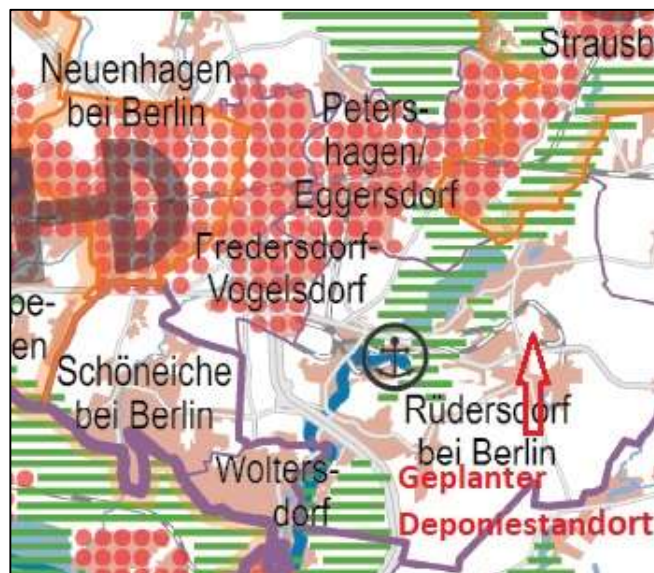 Strausb
Neuenhagen
bei Berlin
Peters-
hagen/
Eggersdorf
D
Fredersdorf-
Vogelsdorf
pe-
en
Schöneiche
bei Berlin
Rüdersdorf
bei Berlin
Wolters-
dorf
Geplanter
Deponiestandort